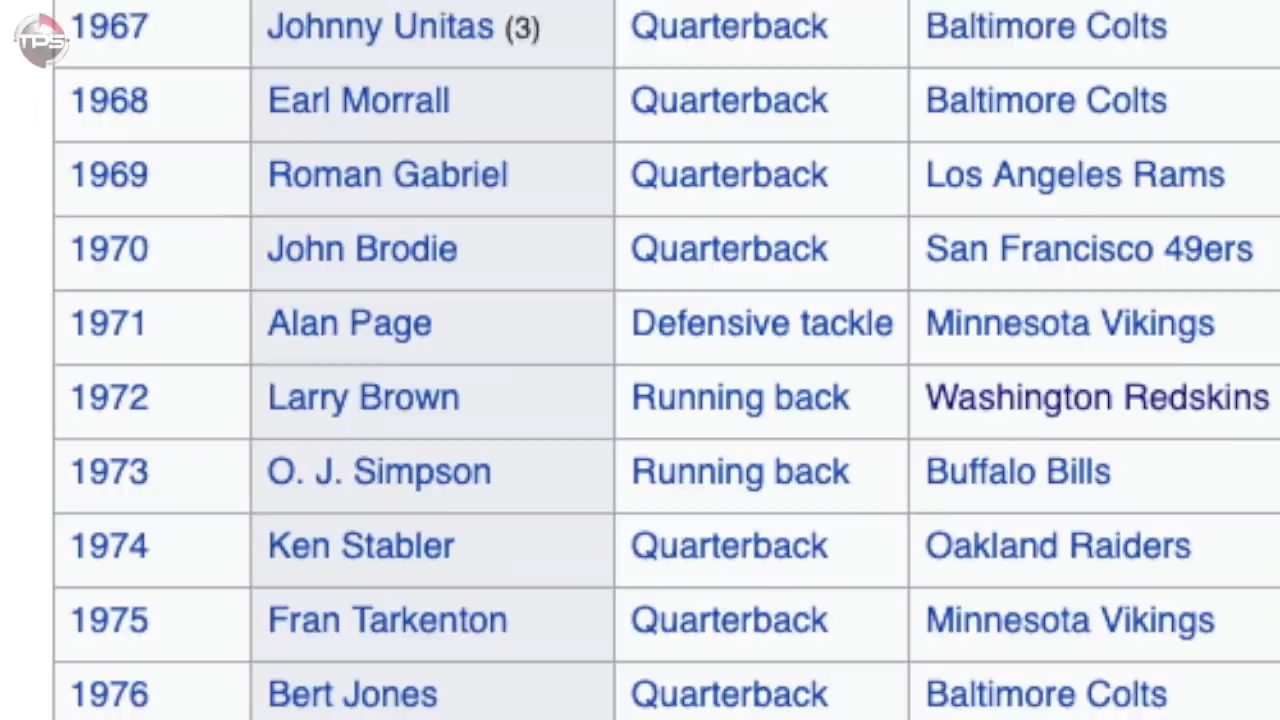 TPS
1967 Johnny Unitas (3) Quarterback Baltimore Colts
1968 Earl Morrall Quarterback Baltimore Colts
1969 Roman Gabriel Quarterback Los Angeles Rams
1970 John Brodie Quarterback San Francisco 49ers
1971 Alan Page Defensive tackle Minnesota Vikings
1972 Larry Brown Running back Washington Redskins
1973 O. J. Simpson Running back Buffalo Bills
1974 Ken Stabler Quarterback Oakland Raiders
1975 Fran Tarkenton Quarterback Minnesota Vikings
1976 Bert Jones Quarterback Baltimore Colts